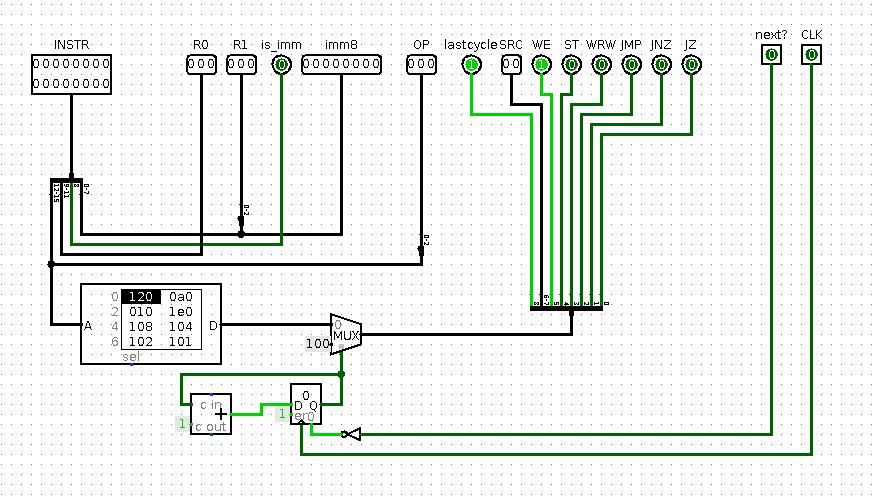 next? CLK
INSTR R0 R1 is_imm imm8 OP lastcycle SRC WE ST WRW JMP JNZ JZ
00000000 000 000 0 00000000 000 1 00 1 0 0 0 0 0 0 0
00000000
12-15 9-11 8 0-7
0-2
0-2
8 6-7 5 4 3 2 1 0
0 120 0a0
2 010 1e0
A 4 108 104 D
6 102 101
sel
0
MUX
100
0
c in D Q
1 + 1 en 0
c out